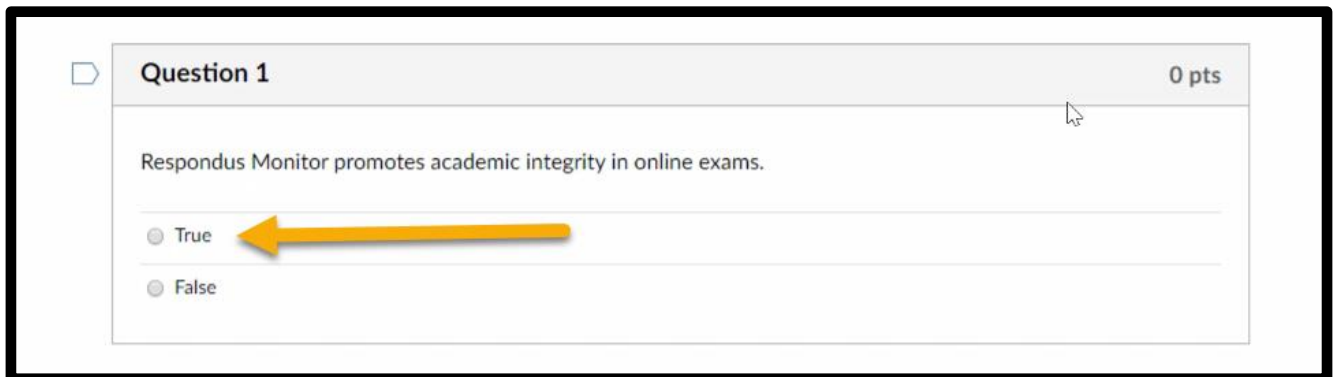 Question 1
0 pts
Respondus Monitor promotes academic integrity in online exams.
True
False